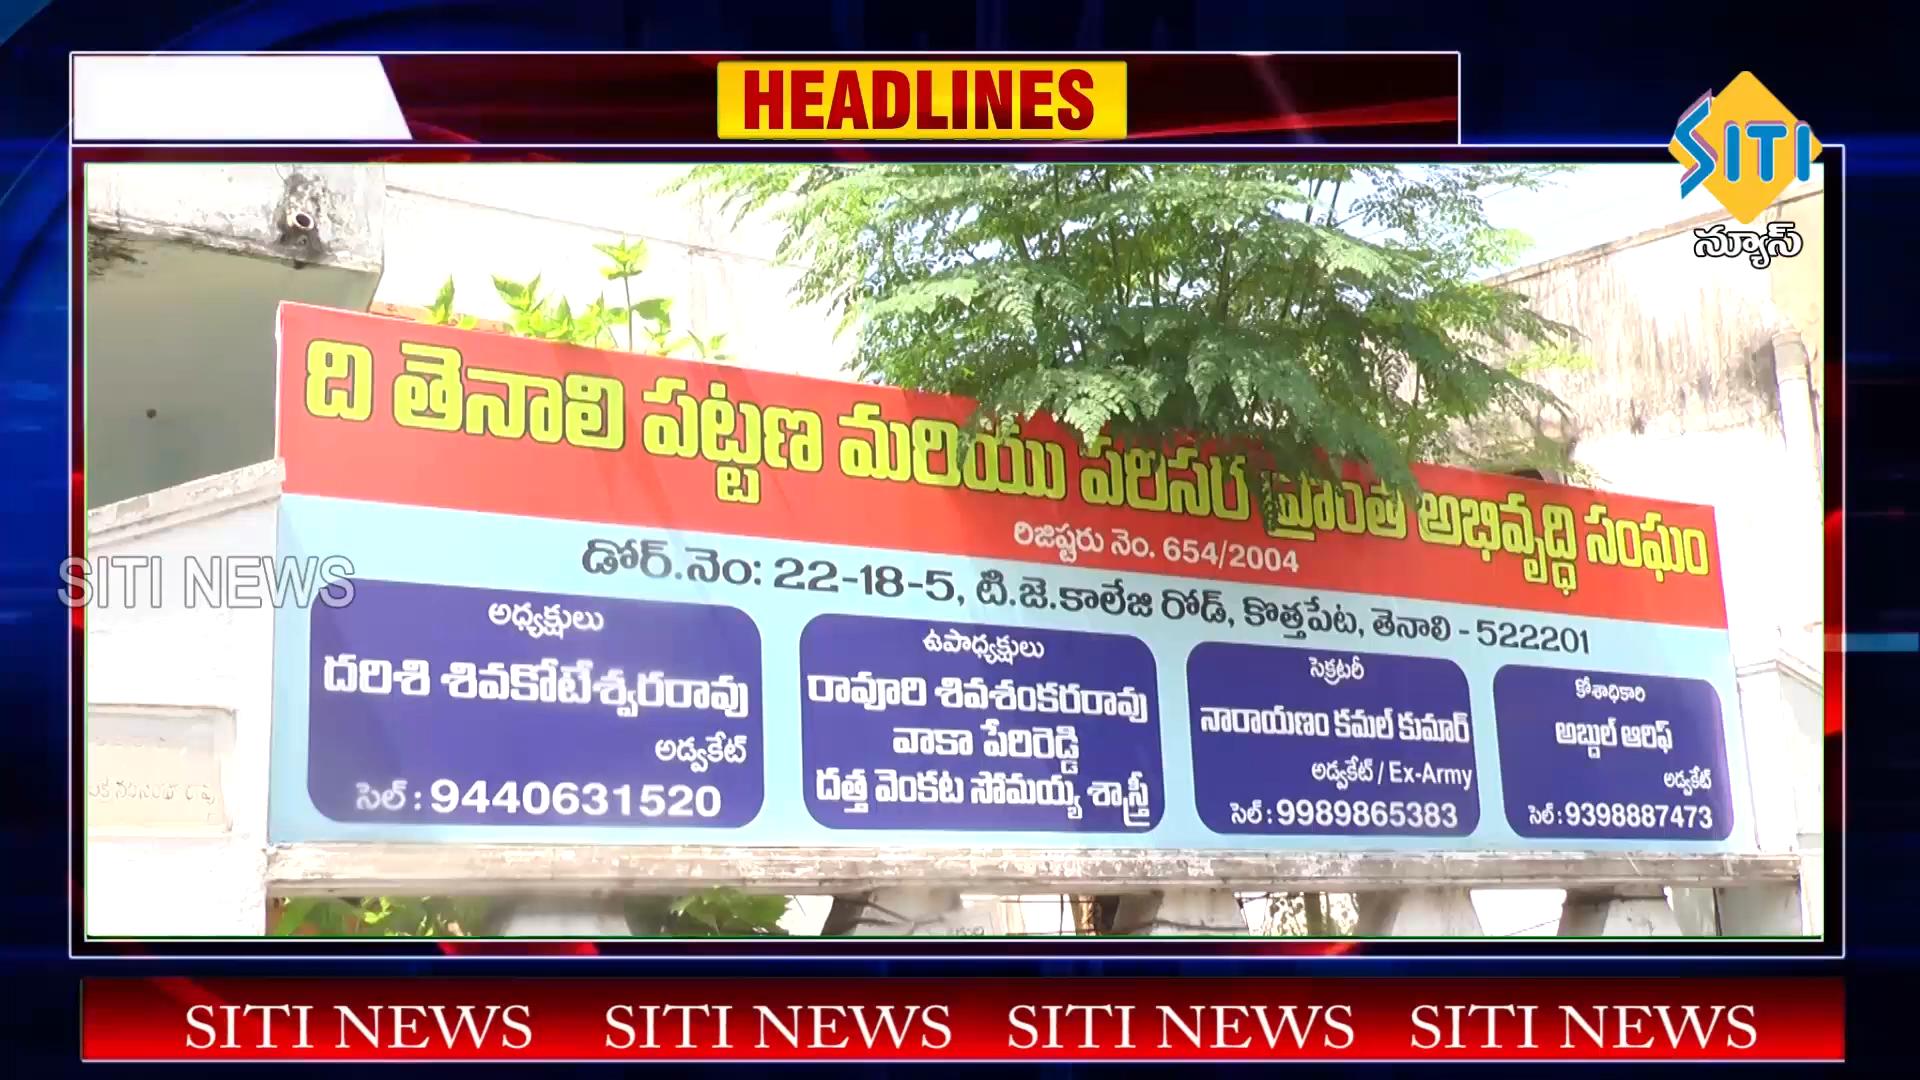 HEADLINES
SITI
న్యూస్
ది తెనాలి పట్టణ మరియు పరిసర ప్రాంత అభివృద్ధి సంఘం
రిజిష్టరు నెం. 654/2004
డోర్.నెం: 22-18-5, టి.జె.కాలేజి రోడ్, కొత్తపేట, తెనాలి - 522201
SITI NEWS
అధ్యక్షులు
దరిశి శివకోటేశ్వరరావు
అడ్వకేట్
సెల్ : 9440631520
ఉపాధ్యక్షులు
రావూరి శివశంకరరావు
వాకా పేరిరెడ్డి
దత్త వెంకట సోమయ్య శాస్త్రి
సెక్రటరీ
నారాయణం కమల్ కుమార్
అడ్వకేట్ / Ex-Army
సెల్ : 9989865383
కోశాధికారి
అబ్దుల్ ఆరిఫ్
అడ్వకేట్
సెల్ : 9398887473
SITI NEWS SITI NEWS SITI NEWS SITI NEWS